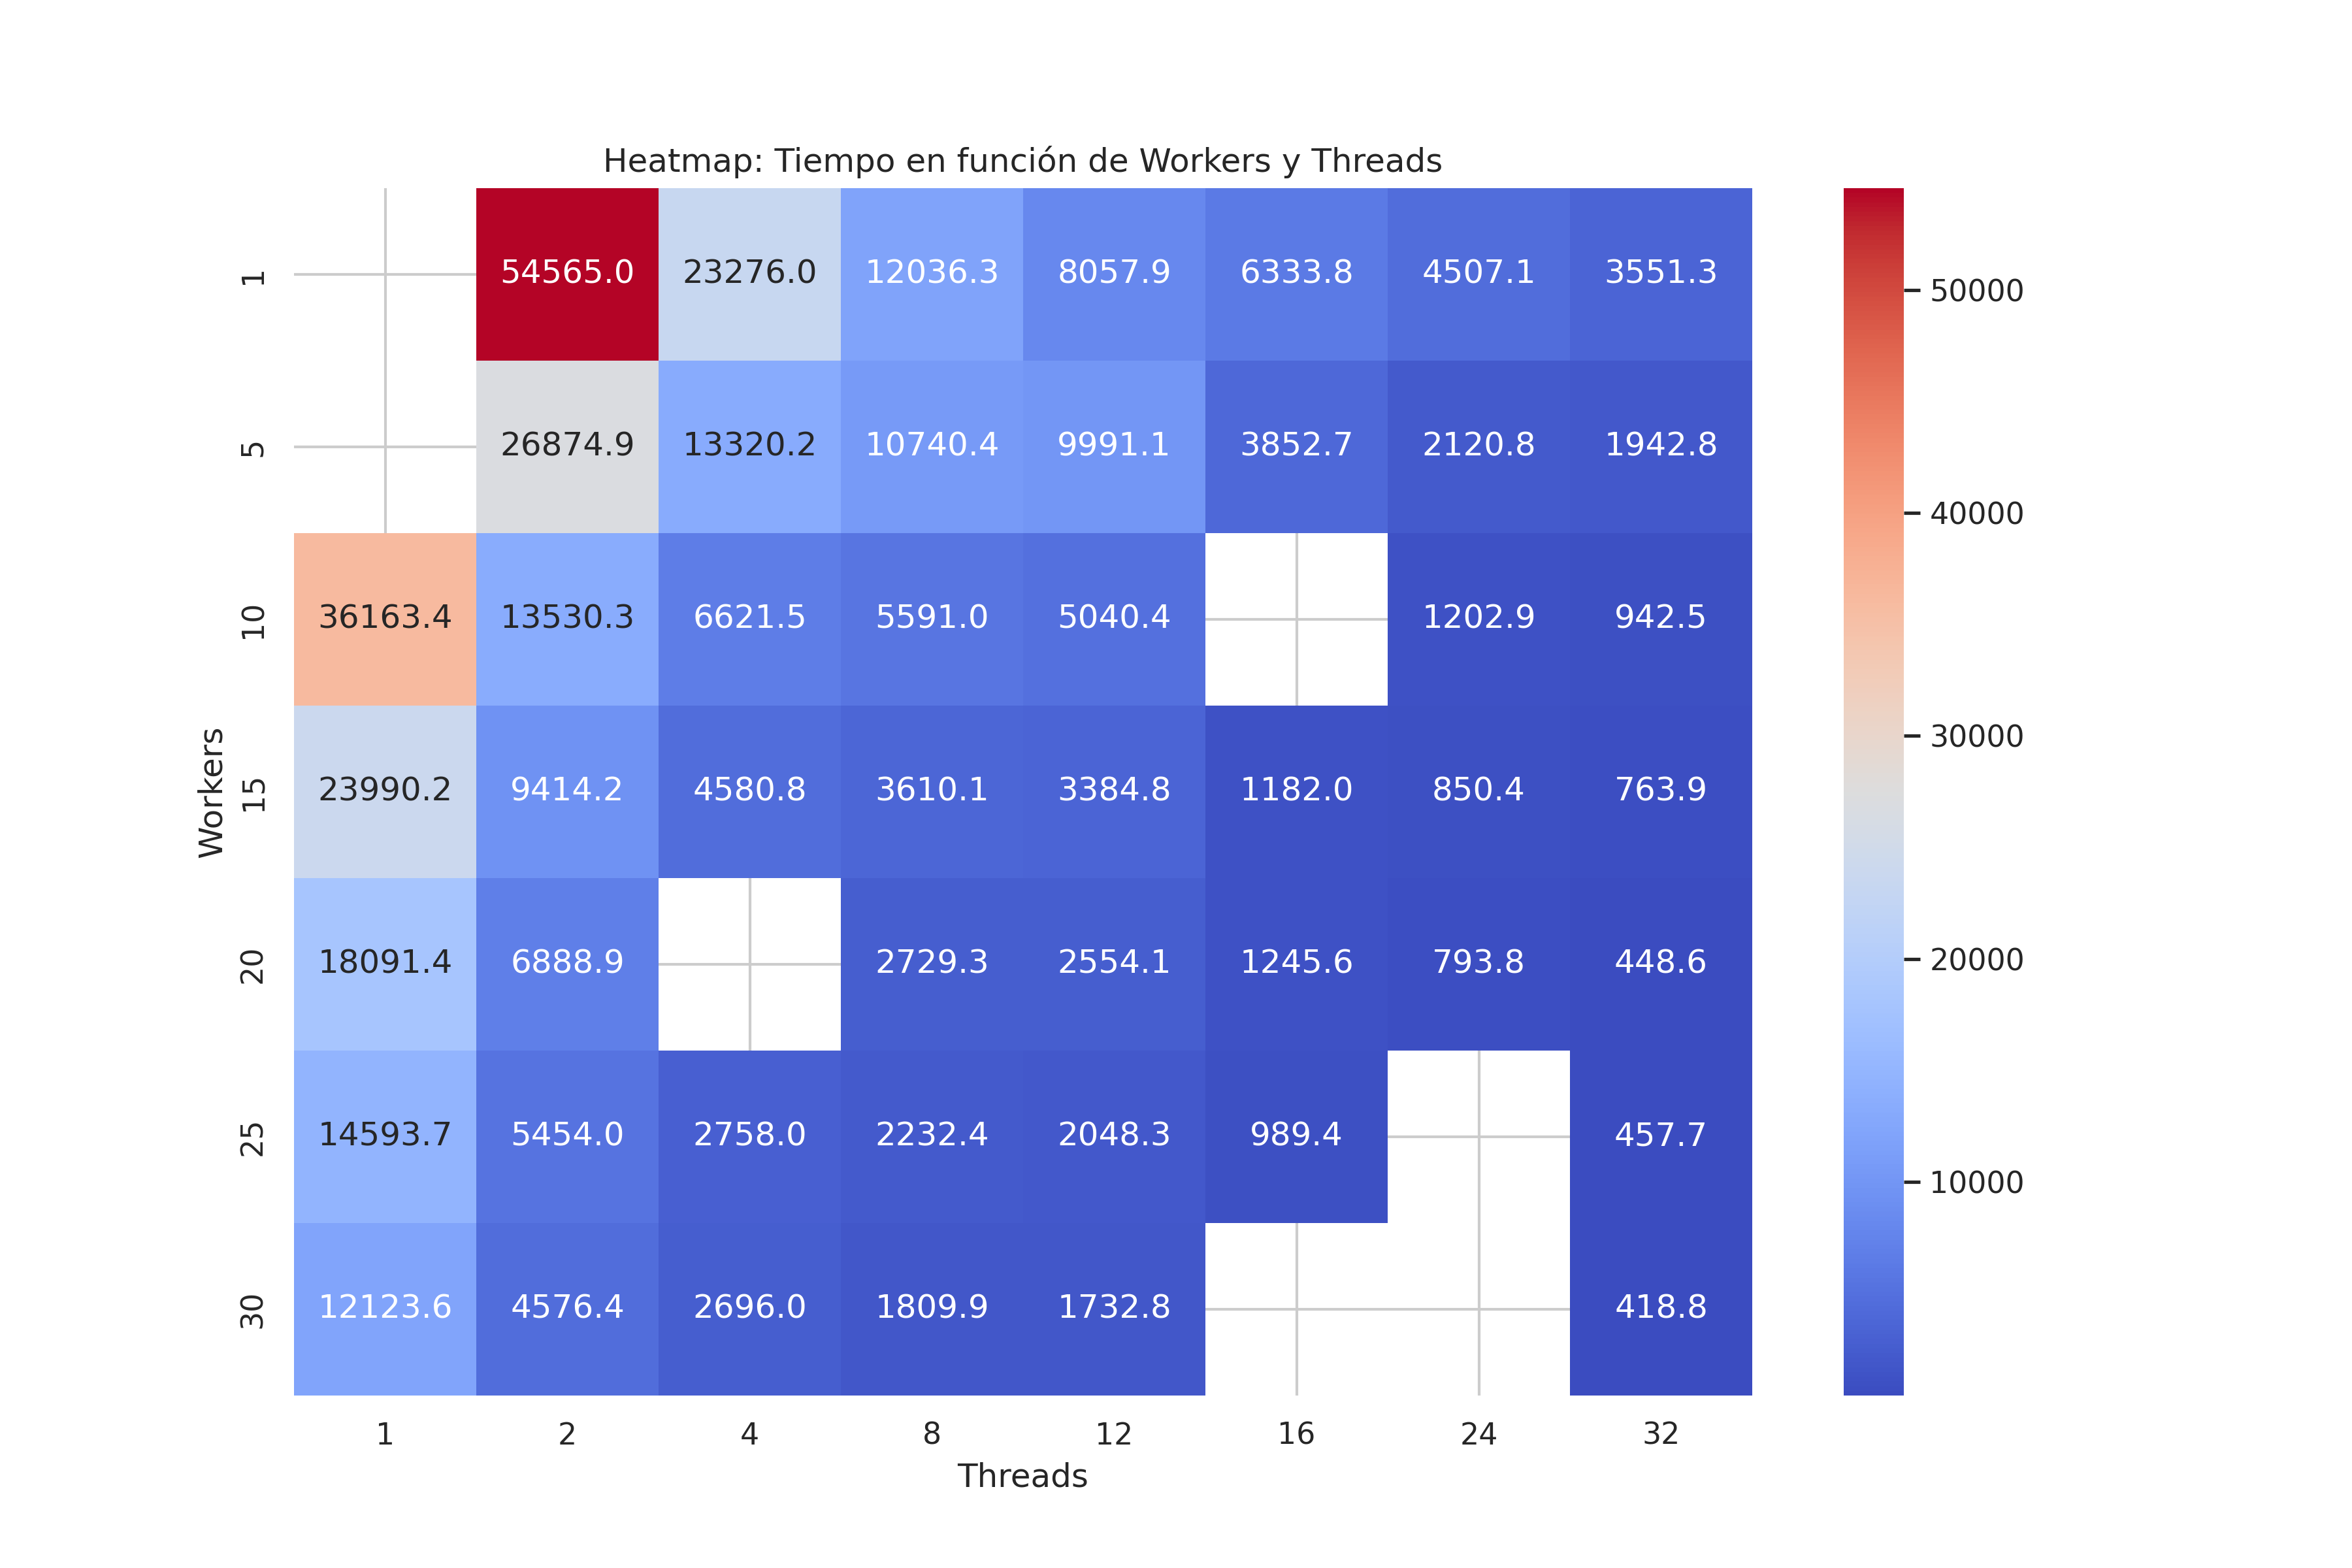 Heatmap: Tiempo en función de Workers y Threads
1 54565.0 23276.0 12036.3 8057.9 6333.8 4507.1 3551.3
5 26874.9 13320.2 10740.4 9991.1 3852.7 2120.8 1942.8
10 36163.4 13530.3 6621.5 5591.0 5040.4 1202.9 942.5
15 23990.2 9414.2 4580.8 3610.1 3384.8 1182.0 850.4 763.9
20 18091.4 6888.9 2729.3 2554.1 1245.6 793.8 448.6
25 14593.7 5454.0 2758.0 2232.4 2048.3 989.4 457.7
30 12123.6 4576.4 2696.0 1809.9 1732.8 418.8
1 2 4 8 12 16 24 32
Threads
Workers
50000
40000
30000
20000
10000